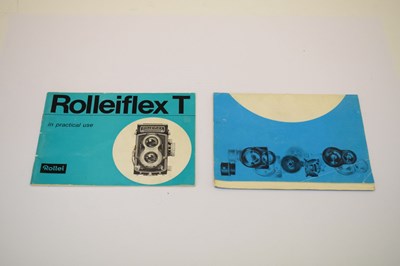 Rolleiflex T
in practical use
Rollei